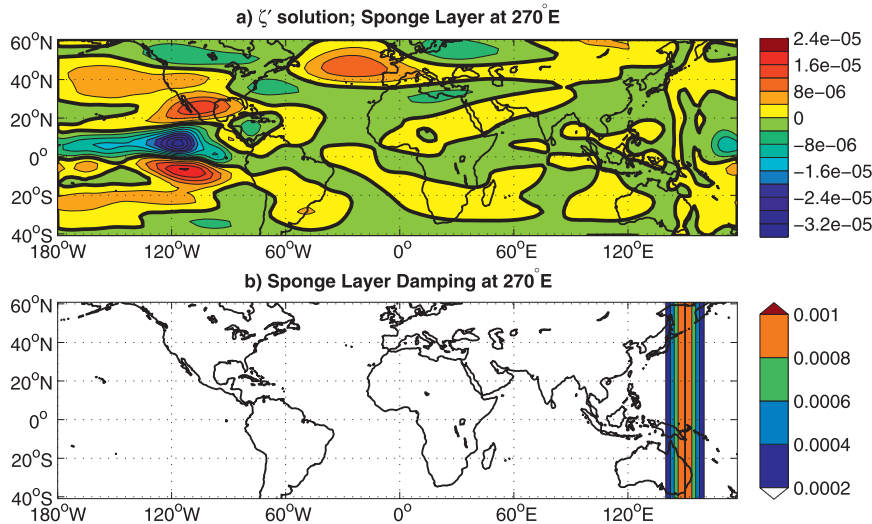 a) ζ′ solution; Sponge Layer at 270°E
60°N
40°N
20°N
0°
20°S
40°S
180°W 120°W 60°W 0° 60°E 120°E
2.4e−05
1.6e−05
8e−06
0
−8e−06
−1.6e−05
−2.4e−05
−3.2e−05
b) Sponge Layer Damping at 270°E
60°N
40°N
20°N
0°
20°S
40°S
180°W 120°W 60°W 0° 60°E 120°E
0.001
0.0008
0.0006
0.0004
0.0002